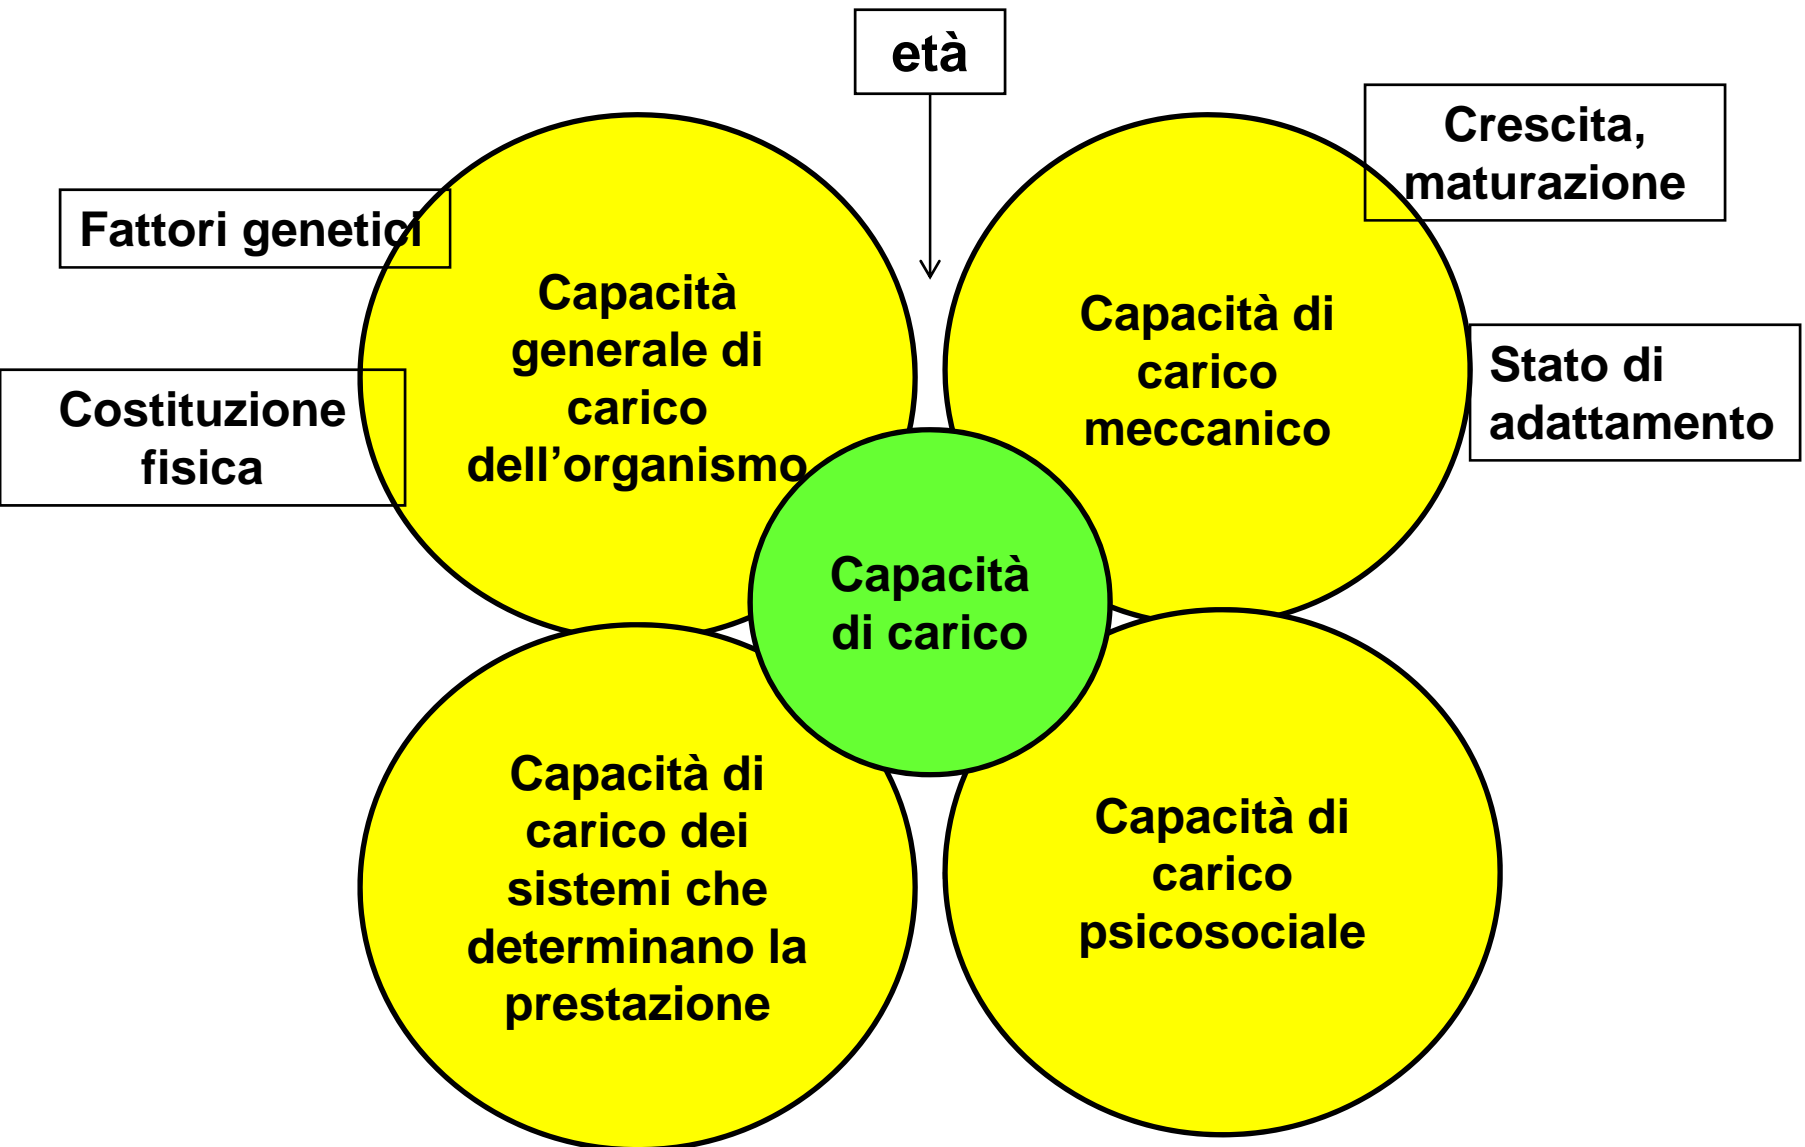 età
Crescita,
maturazione
Fattori genetici
Capacità
generale di
carico
dell’organismo
Capacità di
carico
meccanico
Stato di
adattamento
Costituzione
fisica
Capacità
di carico
Capacità di
carico dei
sistemi che
determinano la
prestazione
Capacità di
carico
psicosociale